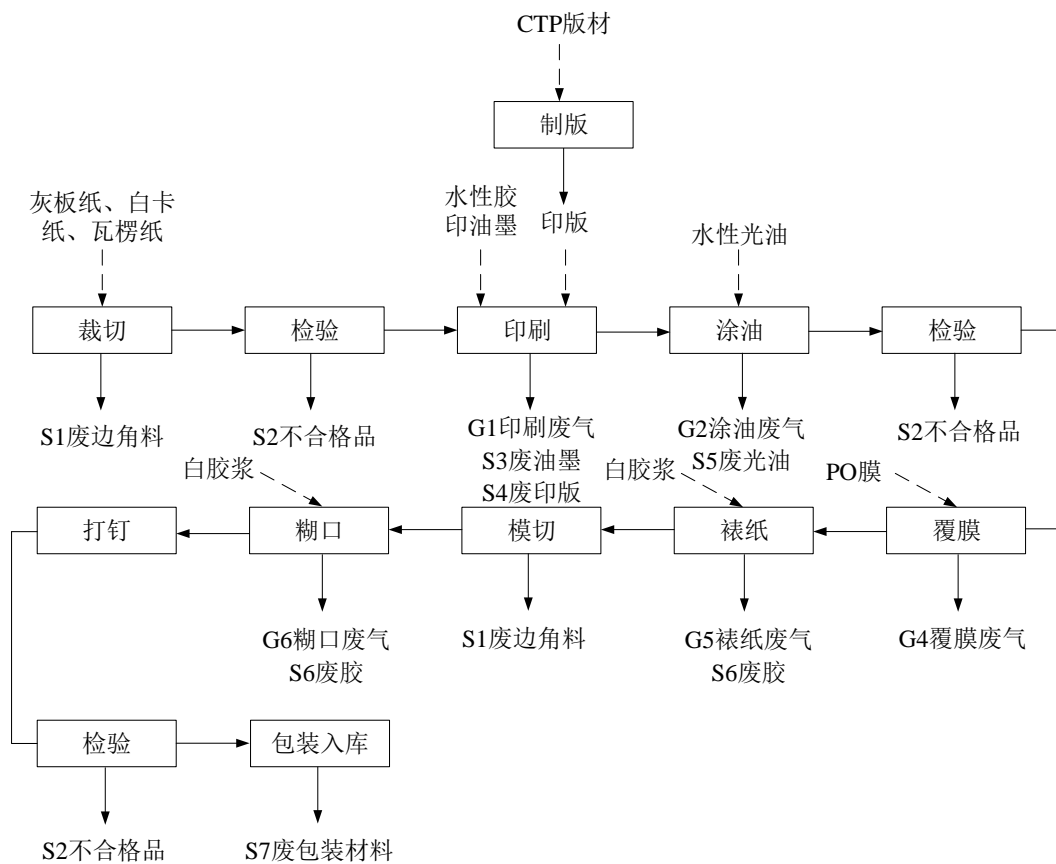 CTP版材
制版
灰板纸、白卡
纸、瓦楞纸
水性胶
印油墨
印版
水性光油
裁切
检验
印刷
涂油
检验
S1废边角料
S2不合格品
G1印刷废气
S3废油墨
S4废印版
G2涂油废气
S5废光油
S2不合格品
白胶浆
白胶浆
PO膜
打钉
糊口
模切
裱纸
覆膜
G6糊口废气
S6废胶
S1废边角料
G5裱纸废气
S6废胶
G4覆膜废气
检验
包装入库
S2不合格品
S7废包装材料